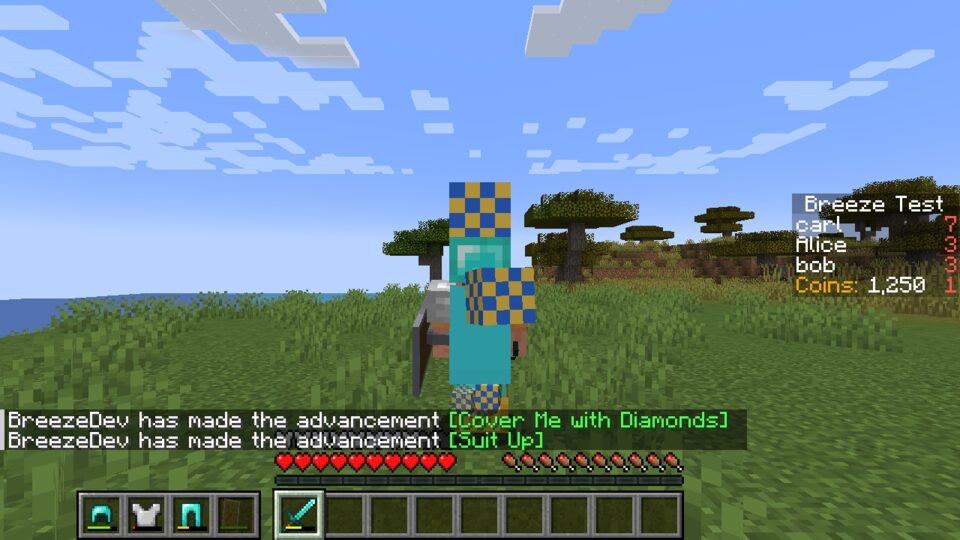 Breeze Test
carl 7
Alice 3
bob 3
Coins: 1,250 1
BreezeDev has made the advancement [Cover Me with Diamonds]
BreezeDev has made the advancement [Suit Up]